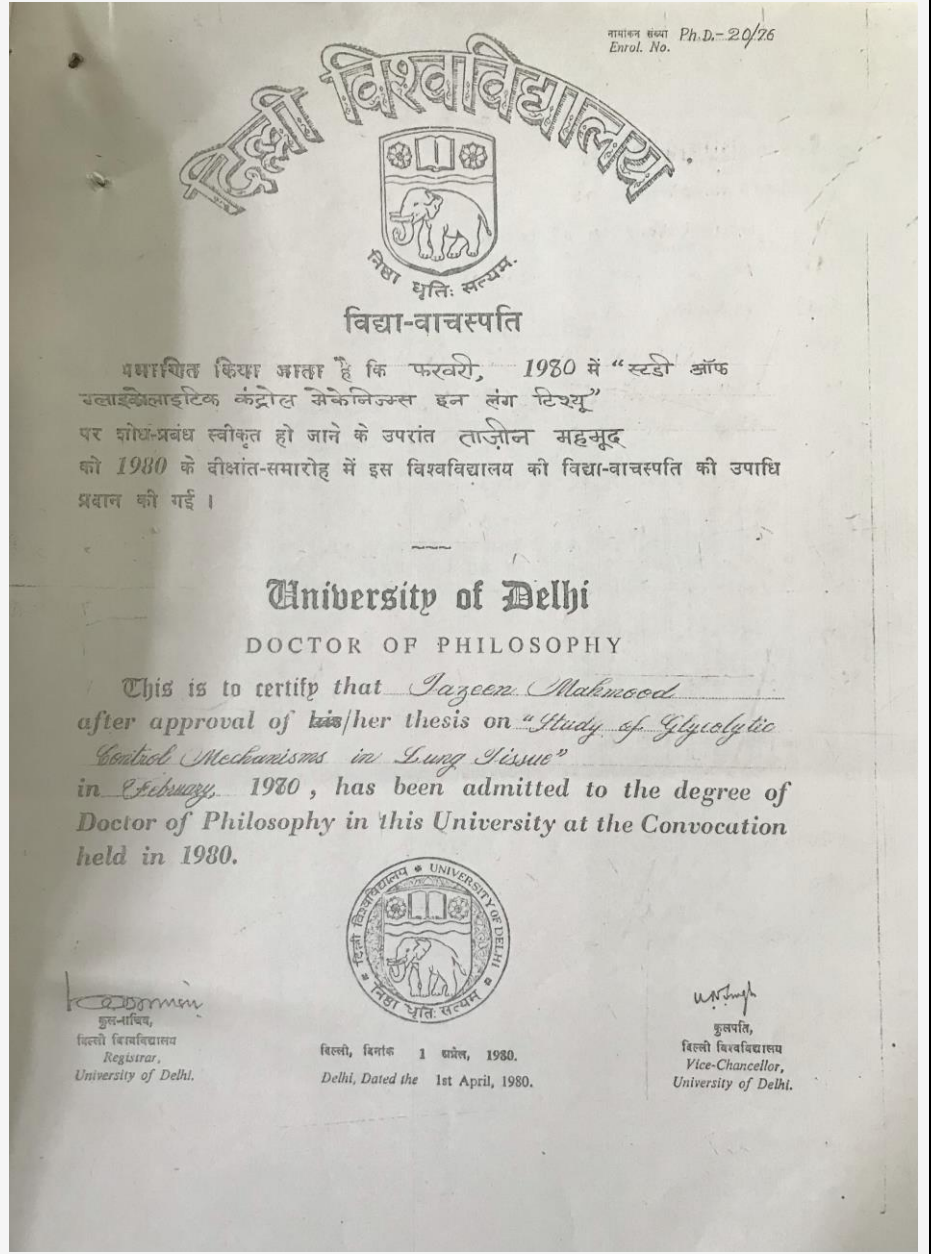 नामांकन संख्या Ph.D.-20/76
Enrol. No.
दिल्ली विश्वविद्यालय
निष्ठा धृतिः सत्यम्.
विद्या-वाचस्पति
प्रमाणित किया जाता है कि फरवरी, 1980 में "स्टडी ऑफ
ग्लाईकोलाइटिक कंट्रोल मेकेनिज्म्स इन लंग टिश्यू"
पर शोध-प्रबंध स्वीकृत हो जाने के उपरांत ताज़ीन महमूद
को 1980 के दीक्षांत-समारोह में इस विश्वविद्यालय की विद्या-वाचस्पति की उपाधि
प्रदान की गई ।
University of Delhi
DOCTOR OF PHILOSOPHY
This is to certify that Tazeen Mahmood
after approval of his/her thesis on "Study of Glycolytic
Control Mechanisms in Lung Tissue"
in February, 1980, has been admitted to the degree of
Doctor of Philosophy in this University at the Convocation
held in 1980.
दिल्ली विश्वविद्यालय UNIVERSITY OF DELHI
निष्ठा धृतिः सत्यम्
कुल-सचिव,
दिल्ली विश्वविद्यालय
Registrar,
University of Delhi.
दिल्ली, दिनांक 1 अप्रैल, 1980.
Delhi, Dated the 1st April, 1980.
कुलपति,
दिल्ली विश्वविद्यालय
Vice-Chancellor,
University of Delhi.